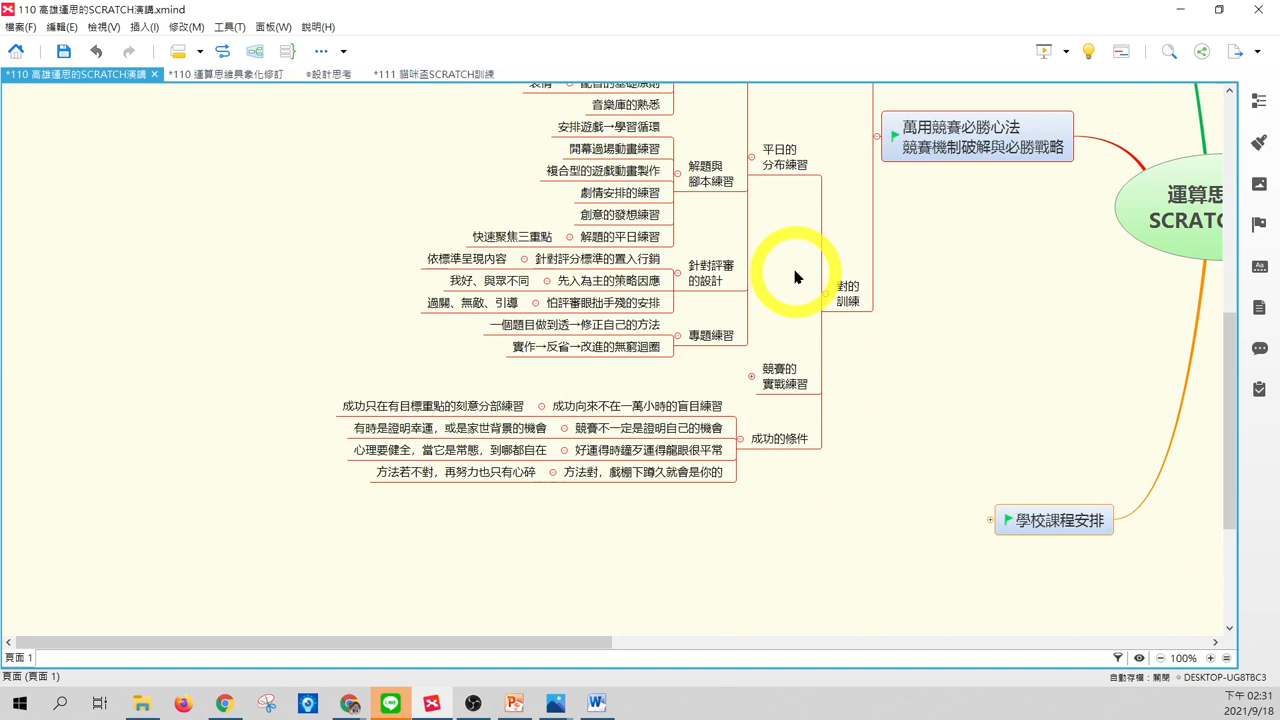 110 高雄運思的SCRATCH演講.xmind
檔案(F) 編輯(E) 檢視(V) 插入(I) 修改(M) 工具(T) 面板(W) 說明(H)
*110 高雄運思的SCRATCH演講 *110 運算思維具象化修訂 設計思考 *111 貓咪盃SCRATCH訓練
表情 配音的基礎原則
音樂庫的熟悉
安排遊戲→學習循環
開幕過場動畫練習
複合型的遊戲動畫製作
劇情安排的練習
創意的發想練習
快速聚焦三重點 解題的平日練習
解題與
腳本練習
依標準呈現內容 針對評分標準的置入行銷
我好、與眾不同 先入為主的策略因應
過關、無敵、引導 怕評審眼拙手殘的安排
針對評審
的設計
一個題目做到透→修正自己的方法
實作→反省→改進的無窮迴圈
專題練習
平日的
分布練習
競賽的
實戰練習
成功只在有目標重點的刻意分部練習 成功向來不在一萬小時的盲目練習
有時是證明幸運，或是家世背景的機會 競賽不一定是證明自己的機會
心理要健全，當它是常態，到哪都自在 好運得時鐘歹運得龍眼很平常
方法若不對，再努力也只有心碎 方法對，戲棚下蹲久就會是你的
成功的條件
對的
訓練
萬用競賽必勝心法
競賽機制破解與必勝戰略
運算思
SCRATC
學校課程安排
頁面 1
100%
頁面 (頁面 1)
自動存檔：關閉 DESKTOP-UG8TBC3
下午 02:31
2021/9/18